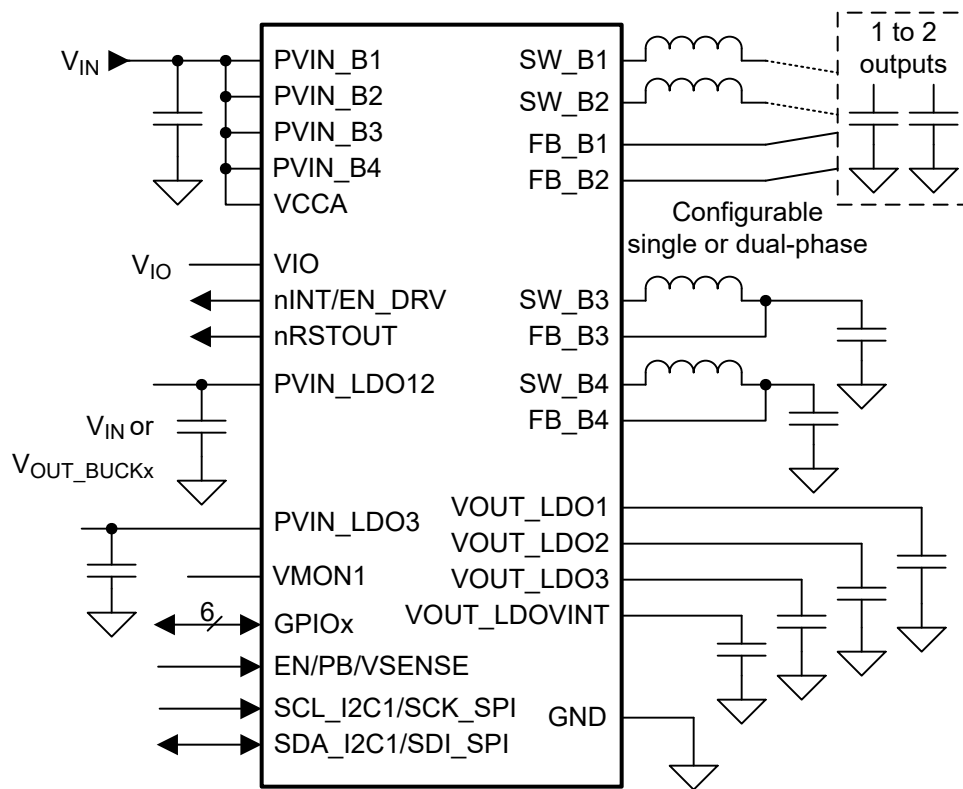 V_IN
PVIN_B1
PVIN_B2
PVIN_B3
PVIN_B4
VCCA
V_IO
VIO
nINT/EN_DRV
nRSTOUT
PVIN_LDO12
V_IN or
V_OUT_BUCKx
PVIN_LDO3
VMON1
6
GPIOx
EN/PB/VSENSE
SCL_I2C1/SCK_SPI
SDA_I2C1/SDI_SPI
SW_B1
SW_B2
FB_B1
FB_B2
1 to 2
outputs
Configurable
single or dual-phase
SW_B3
FB_B3
SW_B4
FB_B4
VOUT_LDO1
VOUT_LDO2
VOUT_LDO3
VOUT_LDOVINT
GND